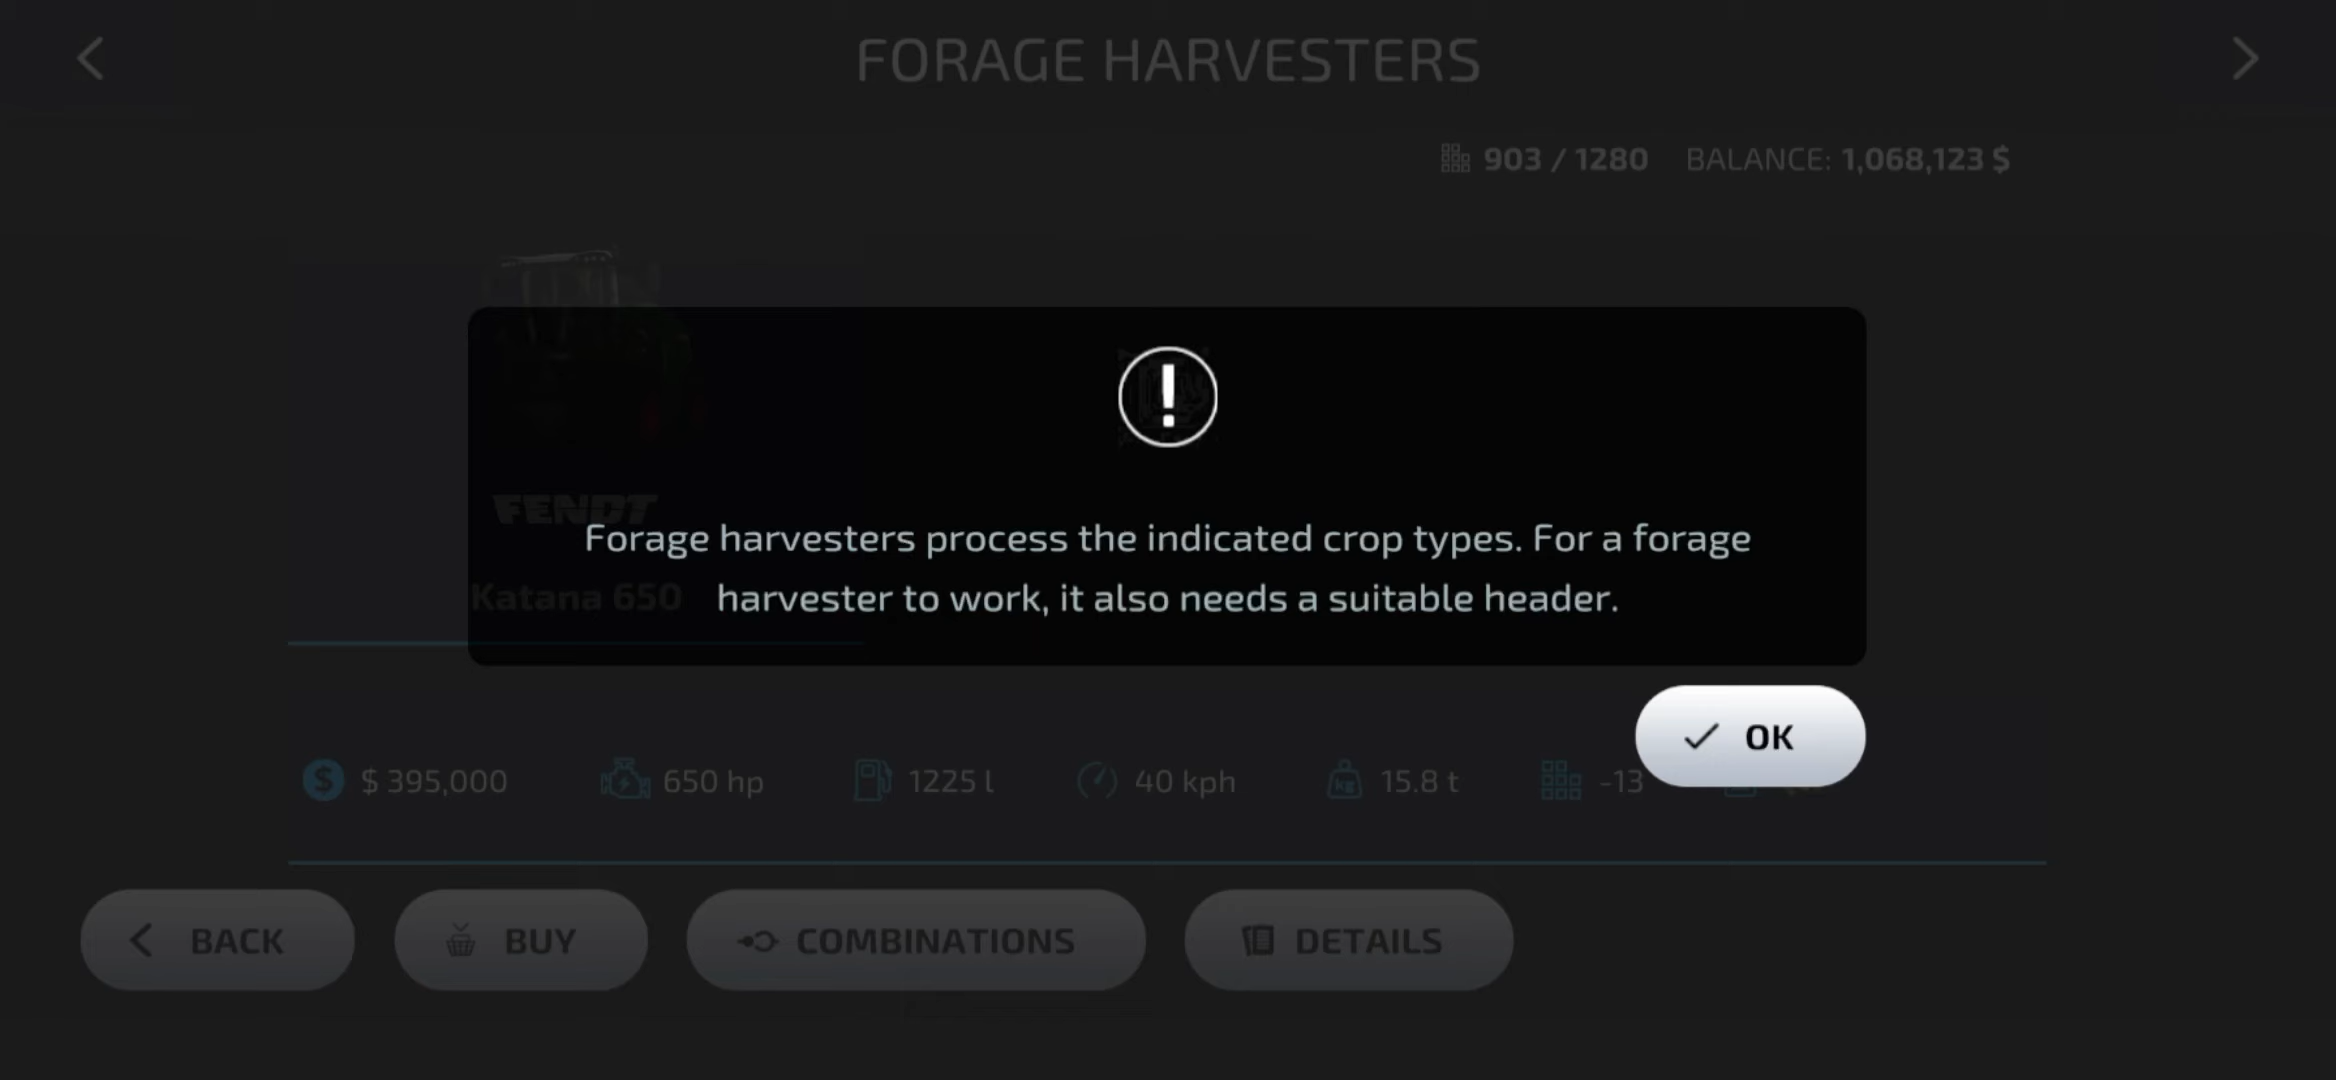 FORAGE HARVESTERS
903 / 1280 BALANCE: 1,068,123 $
FENDT
Forage harvesters process the indicated crop types. For a forage
Katana 650
harvester to work, it also needs a suitable header.
OK
$ 395,000 650 hp 1225 l 40 kph kg 15.8 t -13
BACK BUY COMBINATIONS DETAILS